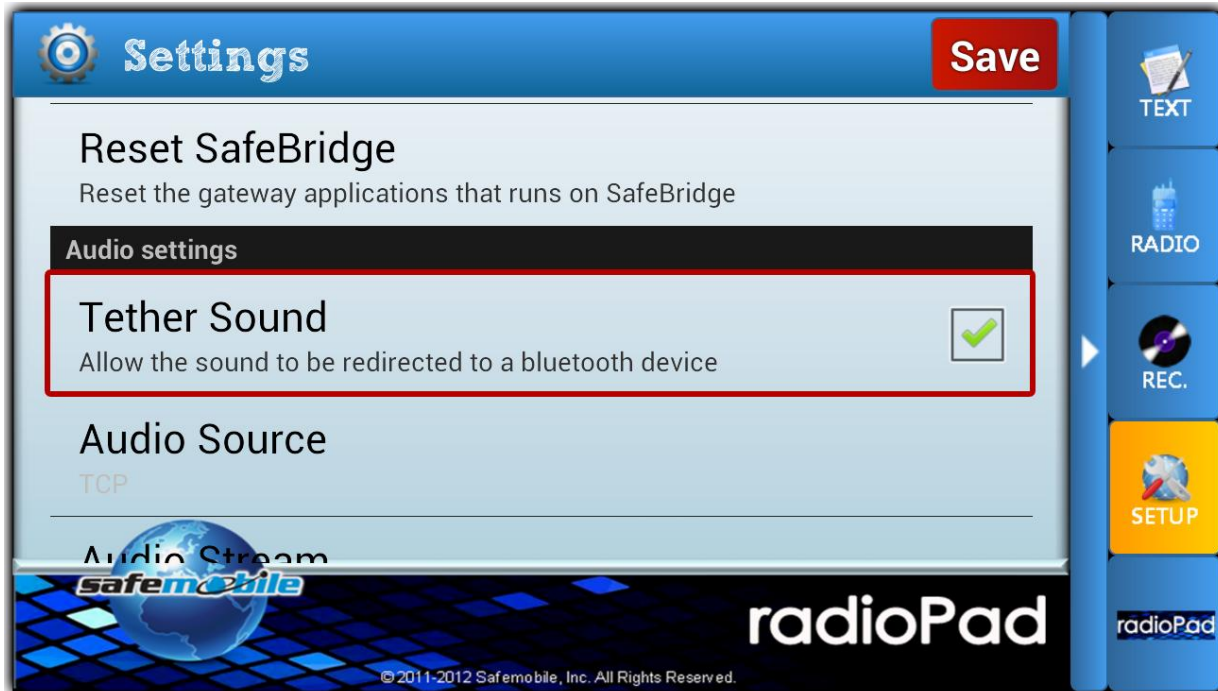 Settings
Save
Reset SafeBridge
Reset the gateway applications that runs on SafeBridge
Audio settings
Tether Sound
Allow the sound to be redirected to a bluetooth device
Audio Source
TCP
Audio Stream
safemobile
radioPad
©2011-2012 Safemobile, Inc. All Rights Reserved.
TEXT
RADIO
REC.
SETUP
radioPad